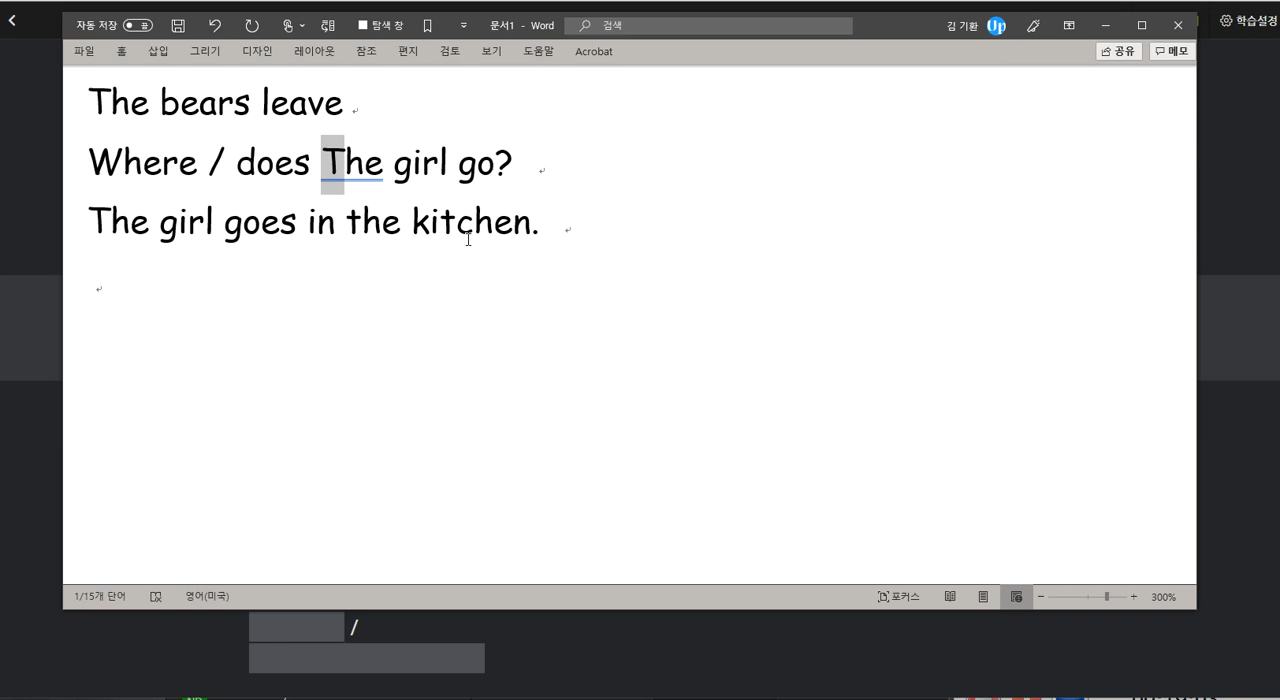 자동 저장 끔 탐색 창 문서1 - Word 검색 김 기환 Up 학습설경
파일 홈 삽입 그리기 디자인 레이아웃 참조 편지 검토 보기 도움말 Acrobat 공유 메모
The bears leave
Where / does The girl go?
The girl goes in the kitchen.
1/15개 단어 영어(미국) 포커스 300%
/